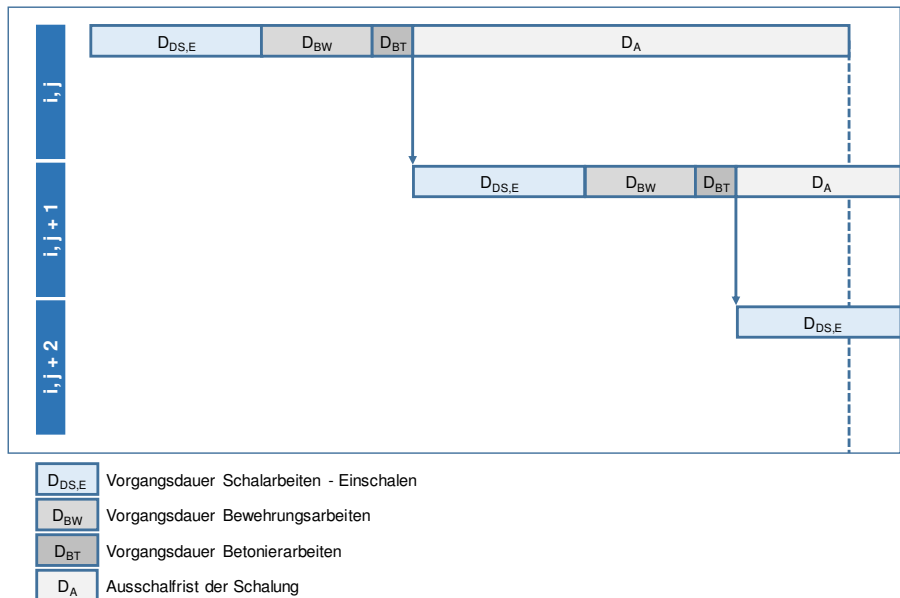 i, j
D_DS,E D_BW D_BT D_A
i, j + 1
D_DS,E D_BW D_BT D_A
i, j + 2
D_DS,E
D_DS,E Vorgangsdauer Schalarbeiten - Einschalen
D_BW Vorgangsdauer Bewehrungsarbeiten
D_BT Vorgangsdauer Betonierarbeiten
D_A Ausschalfrist der Schalung